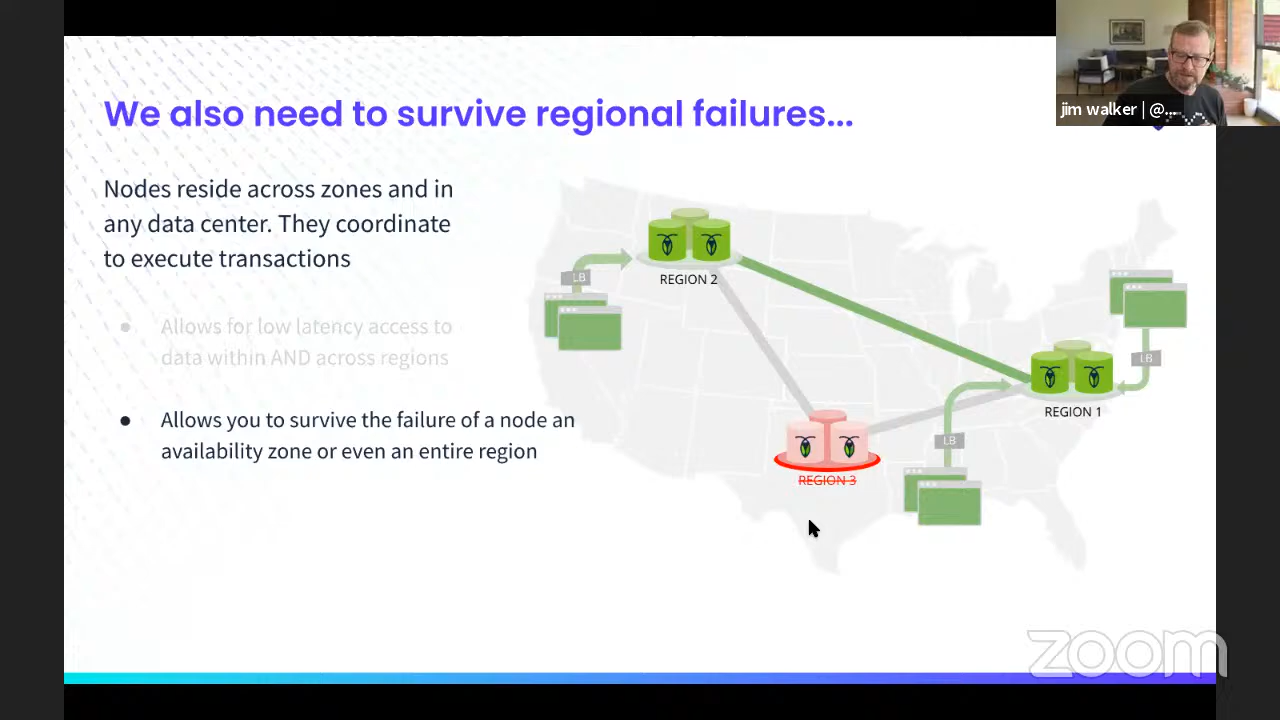 We also need to survive regional failures...
jim walker | @...
Nodes reside across zones and in
any data center. They coordinate
to execute transactions
● Allows for low latency access to
data within AND across regions
● Allows you to survive the failure of a node an
availability zone or even an entire region
LB
REGION 2
LB
REGION 1
LB
REGION 3
zoom